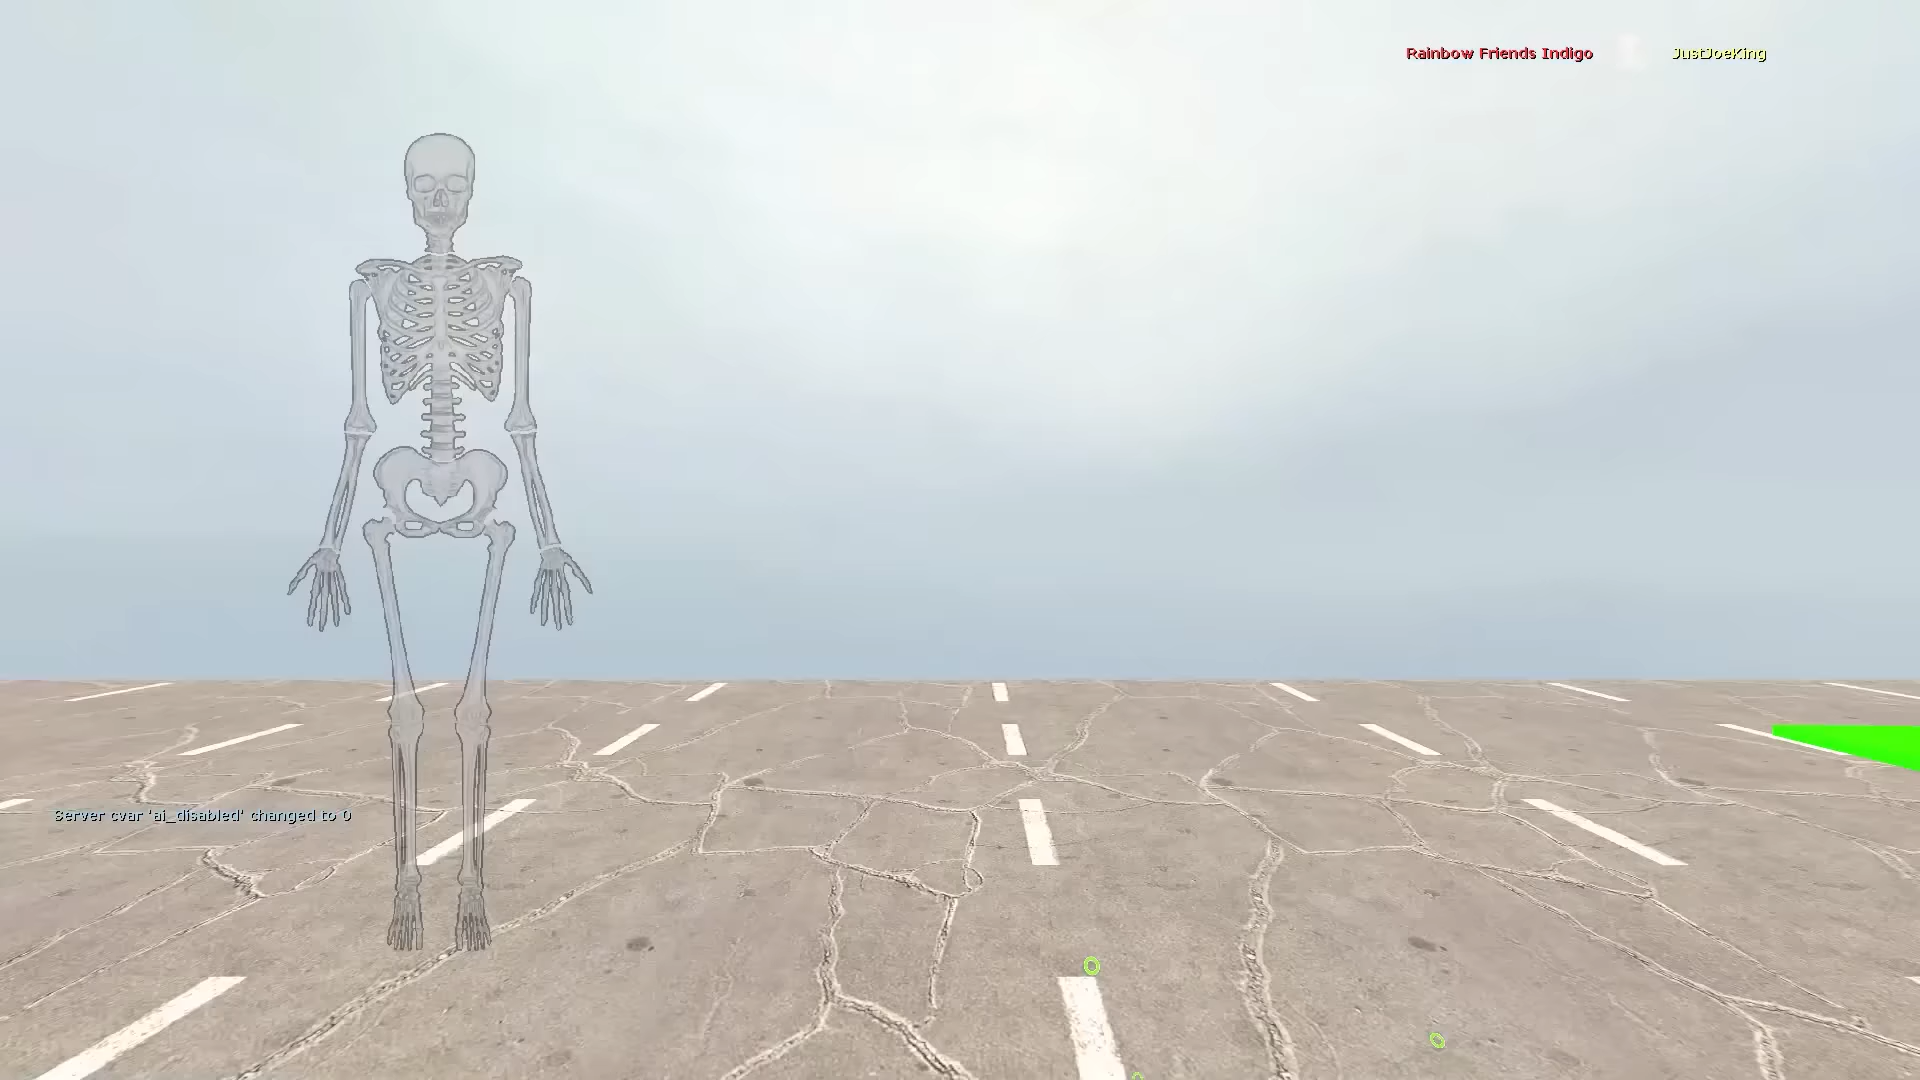 Rainbow Friends Indigo JustJoeKing
Server cvar 'ai_disabled' changed to 0